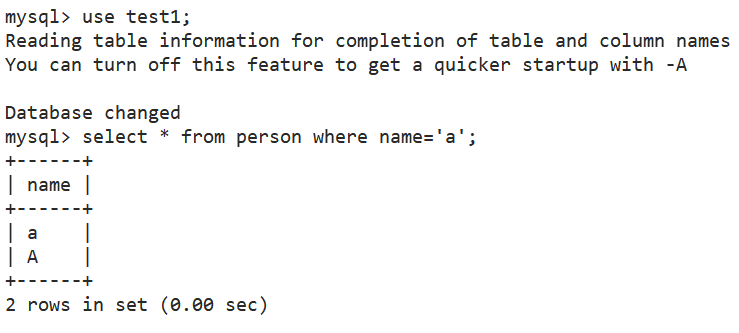 mysql> use test1;
Reading table information for completion of table and column names
You can turn off this feature to get a quicker startup with -A

Database changed
mysql> select * from person where name='a';
+------+
| name |
+------+
| a    |
| A    |
+------+
2 rows in set (0.00 sec)